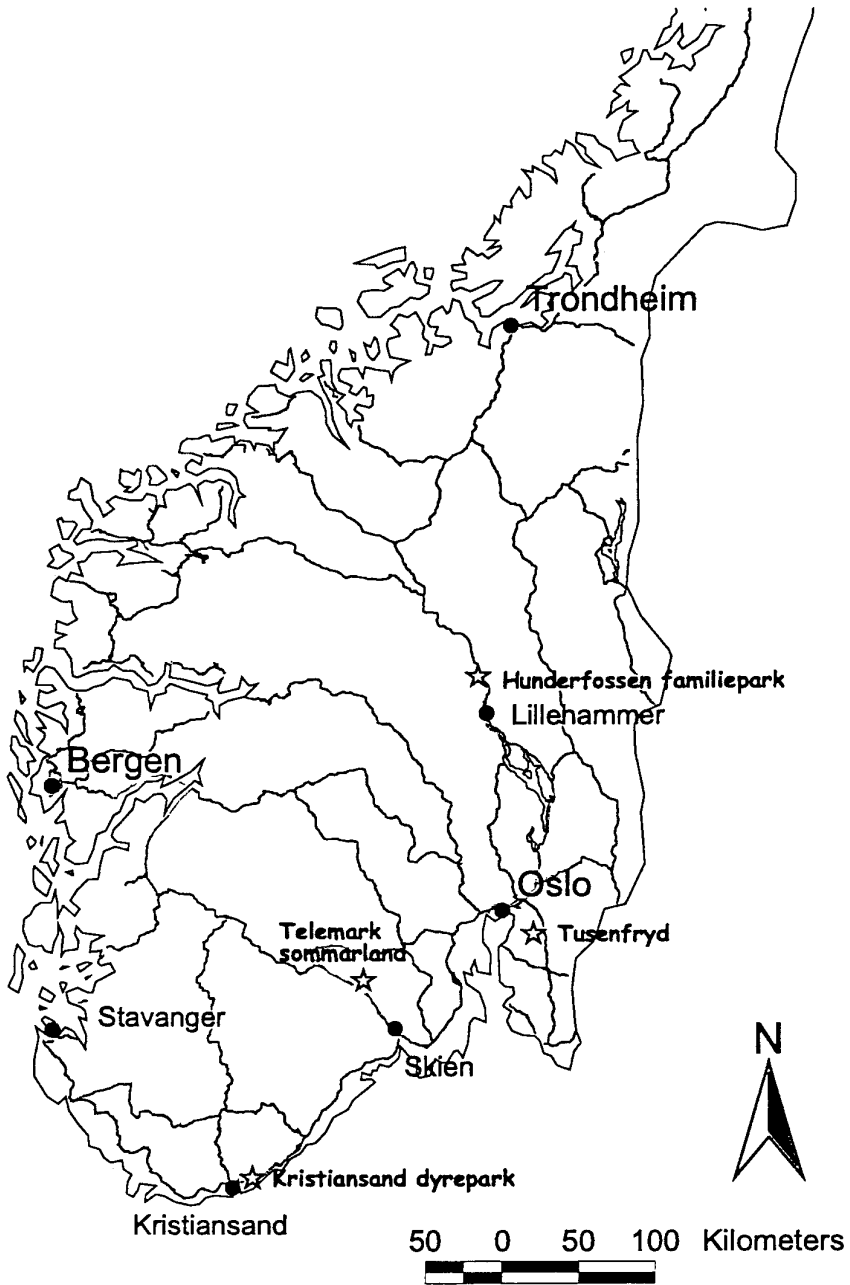 Trondheim
Hunderfossen familiepark
Lillehammer
Bergen
Oslo
Telemark
sommarland
Tusenfryd
Stavanger
Skien
N
Kristiansand dyrepark
Kristiansand
50 0 50 100 Kilometers